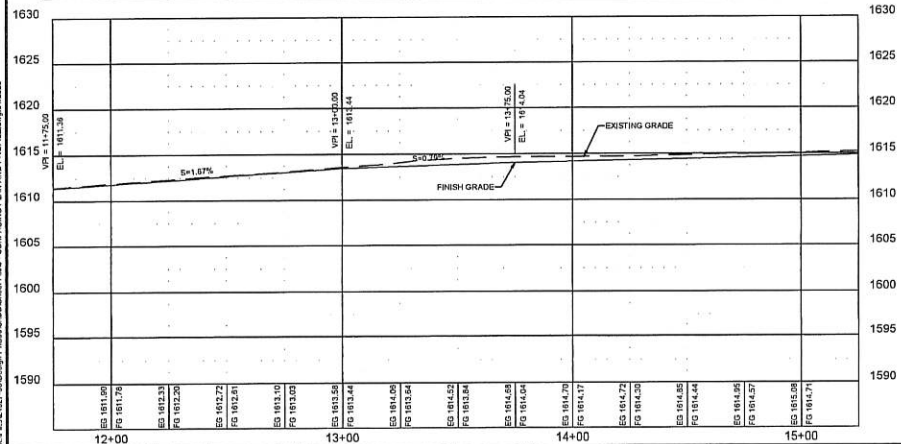 1630 1630
1625 1625
1620 1620
1615 1615
1610 1610
1605 1605
1600 1600
1595 1595
1590 1590
VPI = 11+75.00
EL. = 1611.36
S=1.67%
EL. = 1613.44
S=0.79%
VPI = 13+75.00
EL. = 1614.04
EXISTING GRADE
FINISH GRADE
EG 1611.90
FG 1611.78
EG 1612.33
FG 1612.20
EG 1612.72
FG 1612.61
EG 1613.10
FG 1613.03
EG 1613.58
FG 1613.44
EG 1614.06
FG 1613.64
EG 1614.52
FG 1613.84
EG 1614.68
FG 1614.04
EG 1614.70
FG 1614.17
EG 1614.72
FG 1614.30
EG 1614.85
FG 1614.44
EG 1614.95
FG 1614.57
EG 1615.08
FG 1614.71
12+00 13+00 14+00 15+00